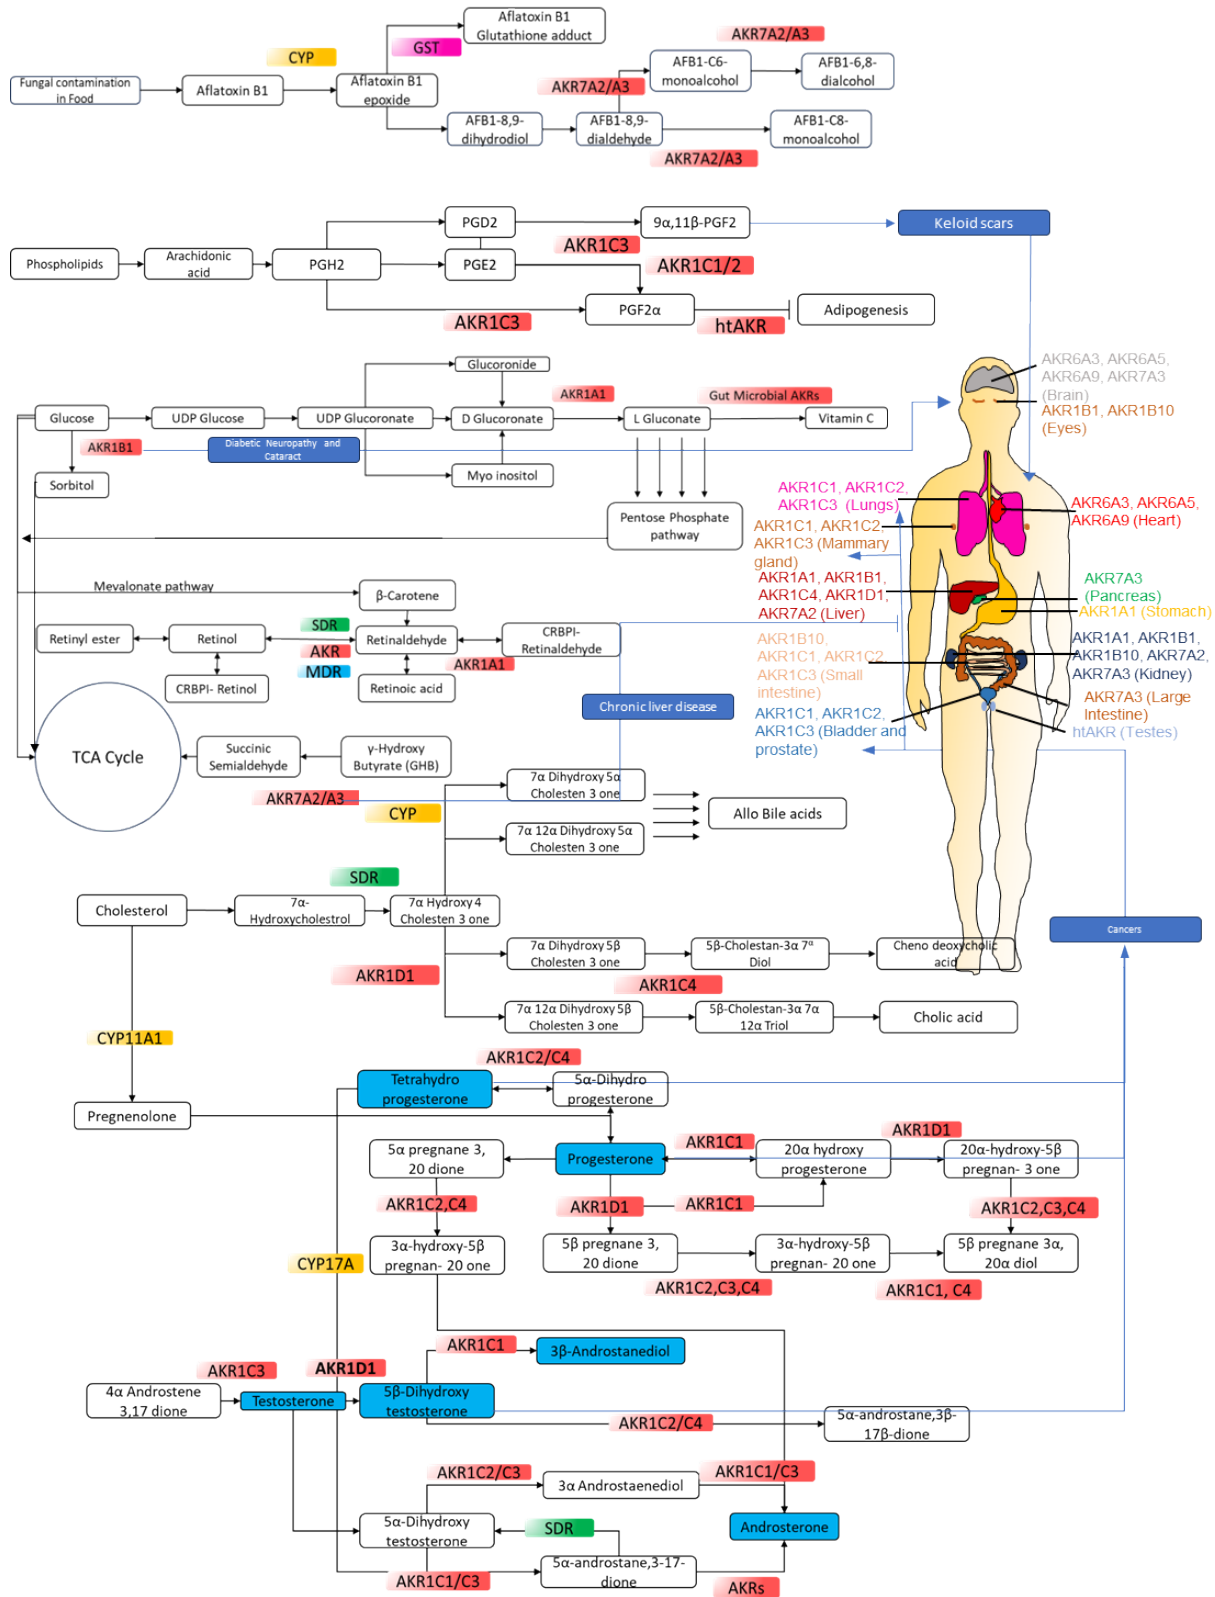 Aflatoxin B1
Glutathione adduct
AKR7A2/A3
CYP
GST
Fungal contamination
in Food
Aflatoxin B1
Aflatoxin B1
epoxide
AFB1-C6-
monoalcohol
AFB1-6,8-
dialcohol
AKR7A2/A3
AFB1-8,9-
dihydrodiol
AFB1-8,9-
dialdehyde
AFB1-C8-
monoalcohol
AKR7A2/A3
PGD2
9α,11β-PGF2
Keloid scars
AKR1C3
Phospholipids
Arachidonic
acid
PGH2
PGE2
AKR1C1/2
PGF2α
Adipogenesis
AKR1C3
htAKR
Glucoronide
AKR1A1
Gut Microbial AKRs
Glucose
UDP Glucose
UDP Gluconate
D Gluconate
L Gluconate
Vitamin C
AKR1B1
Diabetic Neuropathy and
Cataract
Sorbitol
Myo inositol
Pentose Phosphate
pathway
Mevalonate pathway
β-Carotene
SDR
Retinyl ester
Retinol
Retinaldehyde
CRBPI-
Retinaldehyde
AKR
AKR1A1
MDR
CRBPI- Retinol
Retinoic acid
Chronic liver disease
TCA Cycle
Succinic
Semialdehyde
γ-Hydroxy
Butyrate (GHB)
AKR7A2/A3
AKR6A3, AKR6A5,
AKR6A9, AKR7A3
(Brain)
AKR1B1, AKR1B10
(Eyes)
AKR1C1, AKR1C2,
AKR1C3 (Lungs)
AKR6A3, AKR6A5,
AKR6A9 (Heart)
AKR1C1, AKR1C2,
AKR1C3 (Mammary
gland)
AKR1A1, AKR1B1,
AKR1C4, AKR1D1,
AKR7A2 (Liver)
AKR7A3
(Pancreas)
AKR1A1 (Stomach)
AKR1B10,
AKR1C1, AKR1C2,
AKR1C3 (Small
intestine)
AKR1A1, AKR1B1,
AKR1B10, AKR7A2,
AKR7A3 (Kidney)
AKR1C1, AKR1C2,
AKR1C3 (Bladder and
prostate)
AKR7A3 (Large
Intestine)
htAKR (Testes)
CYP
7α Dihydroxy 5α
Cholesten 3 one
7α 12α Dihydroxy 5α
Cholesten 3 one
Allo Bile acids
SDR
Cholesterol
7α-
Hydroxycholestrol
7α Hydroxy 4
Cholesten 3 one
Cancers
AKR1D1
7α Dihydroxy 5β
Cholesten 3 one
5β-Cholestan-3α 7α
Diol
Cheno deoxycholic
acid
AKR1C4
7α 12α Dihydroxy 5β
Cholesten 3 one
5β-Cholestan-3α 7α
12α Triol
Cholic acid
CYP11A1
AKR1C2/C4
Tetrahydro
progesterone
5α-Dihydro
progesterone
Pregnenolone
AKR1C1
AKR1D1
5α pregnane 3,
20 dione
Progesterone
20α hydroxy
progesterone
20α-hydroxy-5β
pregnan- 3 one
AKR1C2,C4
AKR1D1
AKR1C1
AKR1C2,C3,C4
3α-hydroxy-5β
pregnan- 20 one
5β pregnane 3,
20 dione
3α-hydroxy-5β
pregnan- 20 one
5β pregnane 3α,
20α diol
CYP17A
AKR1C2,C3,C4
AKR1C1, C4
AKR1C1
3β-Androstanediol
AKR1C3
AKR1D1
4α Androstene
3,17 dione
Testosterone
5β-Dihydroxy
testosterone
AKR1C2/C4
5α-androstane,3β-
17β-dione
AKR1C2/C3
AKR1C1/C3
3α Androstaenediol
5α-Dihydroxy
testosterone
SDR
Androsterone
AKR1C1/C3
5α-androstane,3-17-
dione
AKRs